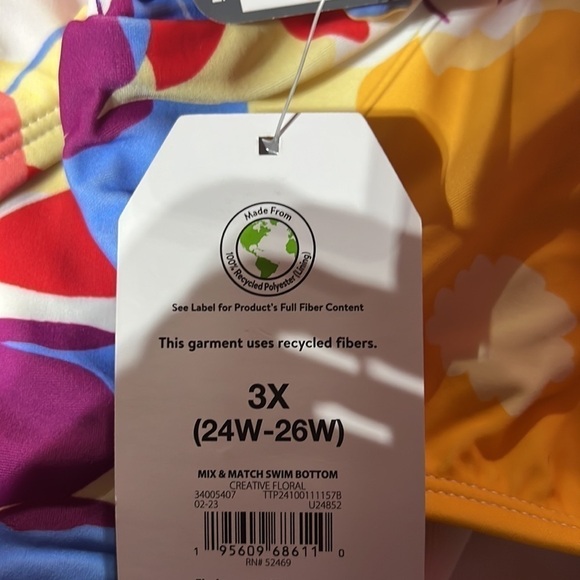 Made From
100% Recycled Polyester (Lining)
See Label for Product's Full Fiber Content
This garment uses recycled fibers.
3X
(24W-26W)
MIX & MATCH SWIM BOTTOM
CREATIVE FLORAL
34005407 TTP24100111157B
02-23 U24852
1 95609 68611 0
RN# 52469